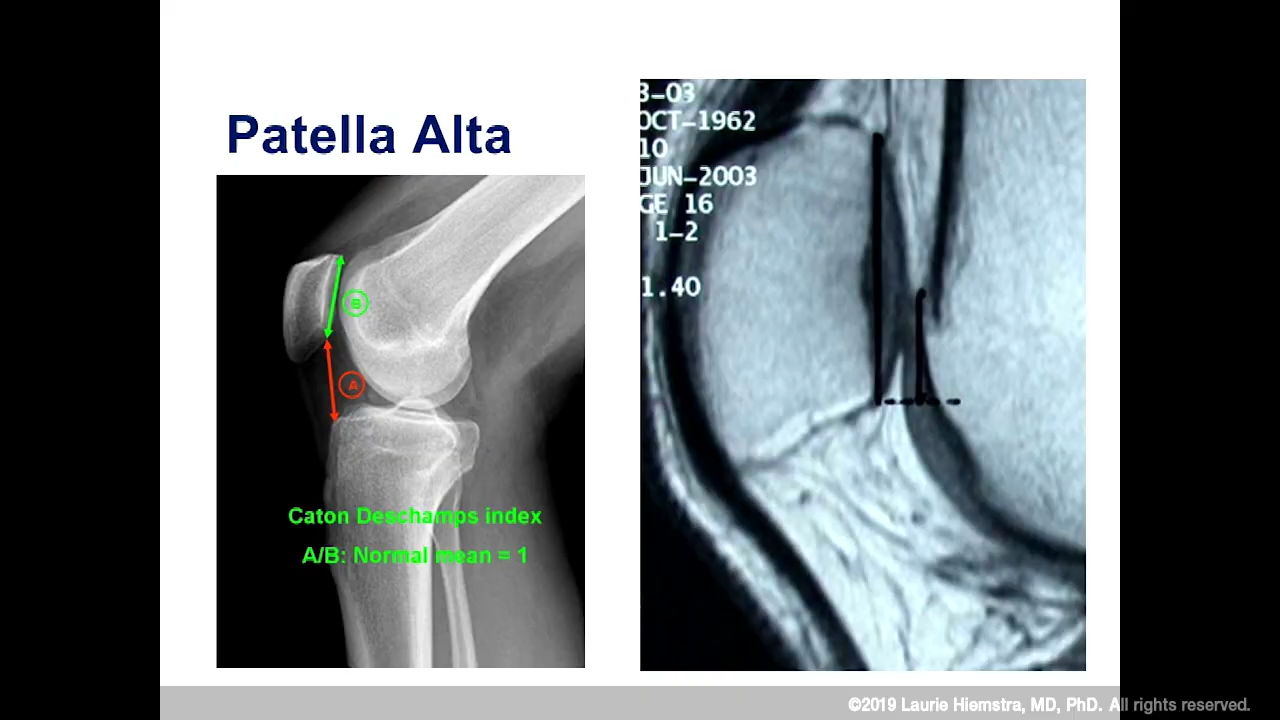 Patella Alta
B
A
Caton Deschamps index
A/B: Normal mean = 1
3-03
OCT-1962
10
JUN-2003
GE 16
1-2
1.40
©2019 Laurie Hiemstra, MD, PhD. All rights reserved.